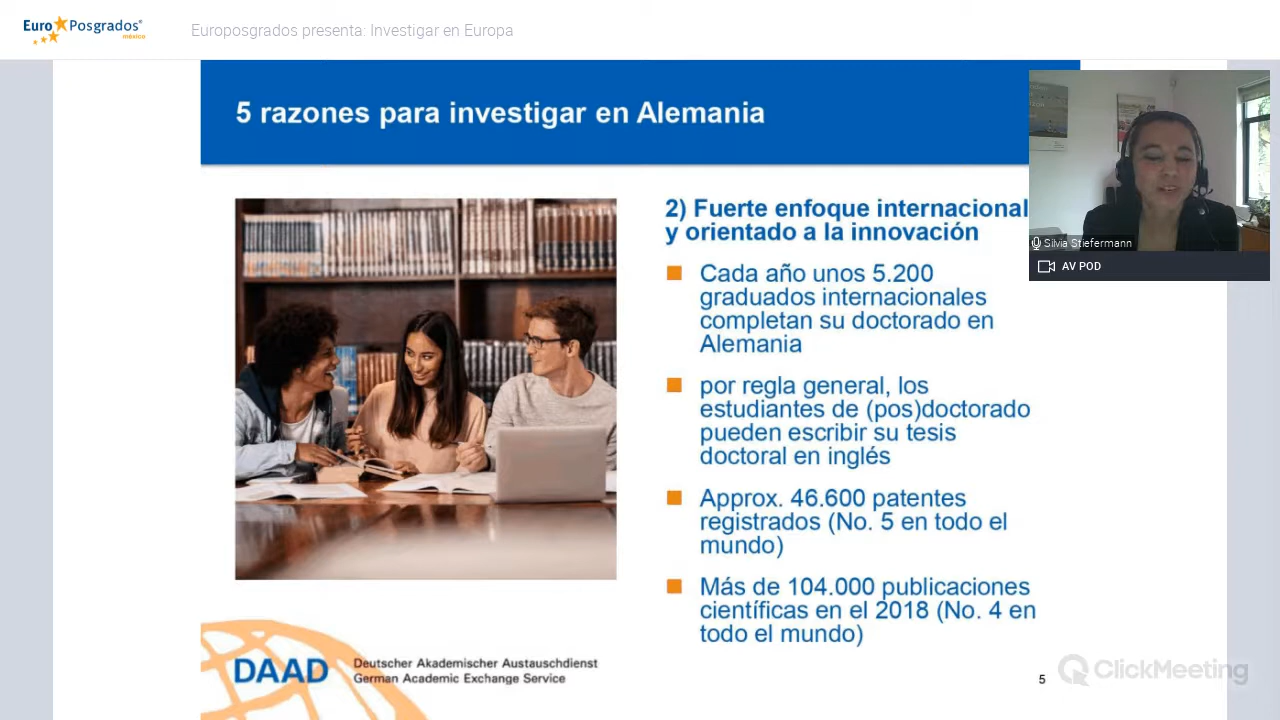 EuroPosgrados®
méxico
Europosgrados presenta: Investigar en Europa
5 razones para investigar en Alemania
2) Fuerte enfoque internacional
y orientado a la innovación
Cada año unos 5.200
graduados internacionales
completan su doctorado en
Alemania
por regla general, los
estudiantes de (pos)doctorado
pueden escribir su tesis
doctoral en inglés
Approx. 46.600 patentes
registrados (No. 5 en todo el
mundo)
Más de 104.000 publicaciones
científicas en el 2018 (No. 4 en
todo el mundo)
Silvia Stiefermann
AV POD
DAAD
Deutscher Akademischer Austauschdienst
German Academic Exchange Service
5
ClickMeeting